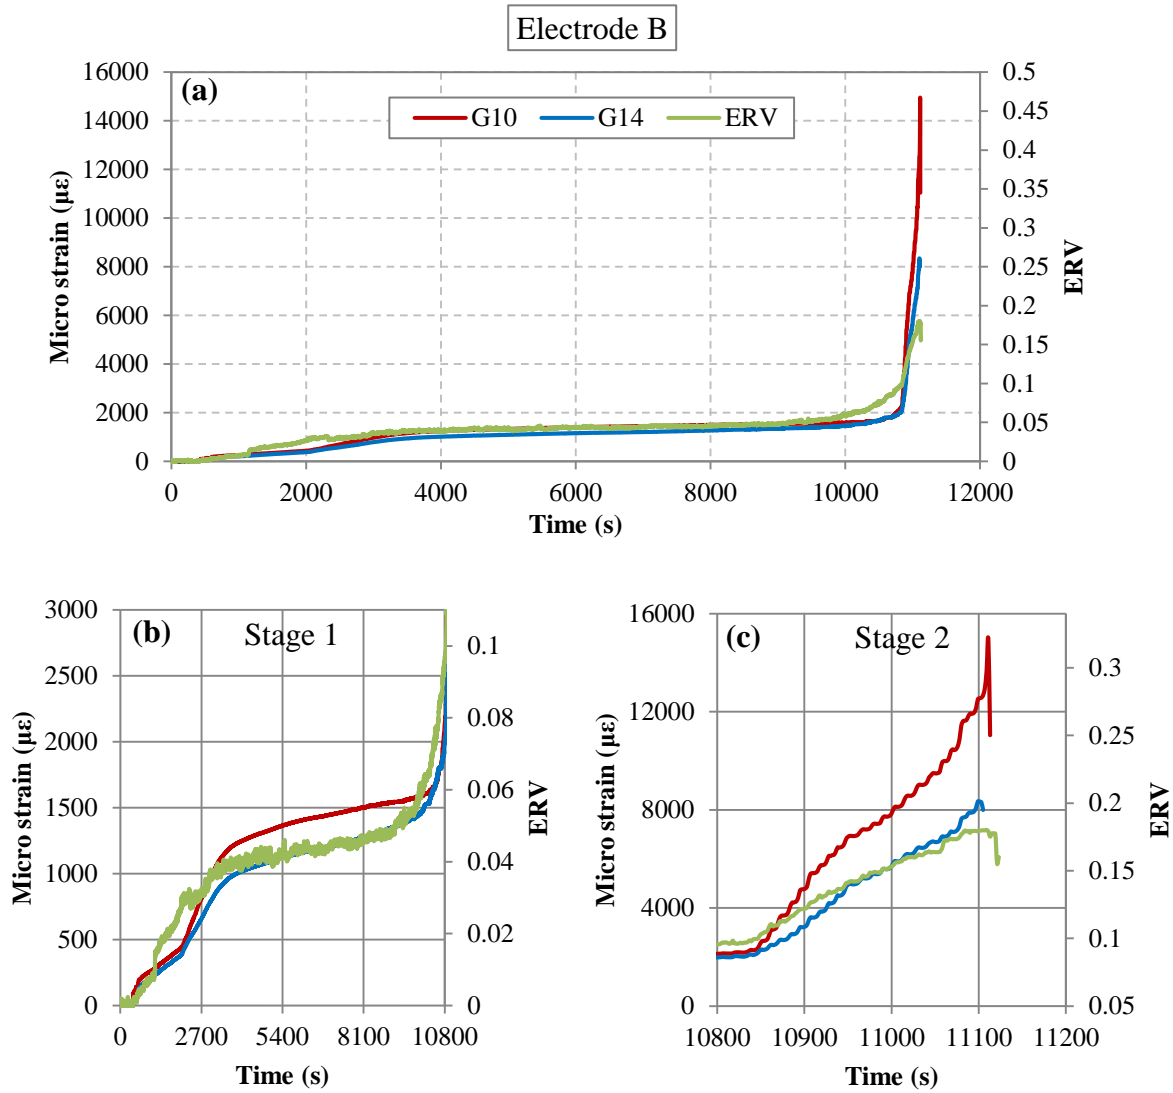 Electrode B
(a)
G10 G14 ERV
16000
14000
12000
10000
8000
6000
4000
2000
0
Micro strain (με)
0.5
0.45
0.4
0.35
0.3
0.25
0.2
0.15
0.1
0.05
0
ERV
0 2000 4000 6000 8000 10000 12000
Time (s)
(b) Stage 1
3000
2500
2000
1500
1000
500
0
Micro strain (με)
0.1
0.08
0.06
0.04
0.02
0
ERV
0 2700 5400 8100 10800
Time (s)
(c) Stage 2
16000
12000
8000
4000
0
Micro strain (με)
0.3
0.25
0.2
0.15
0.1
0.05
ERV
10800 10900 11000 11100 11200
Time (s)